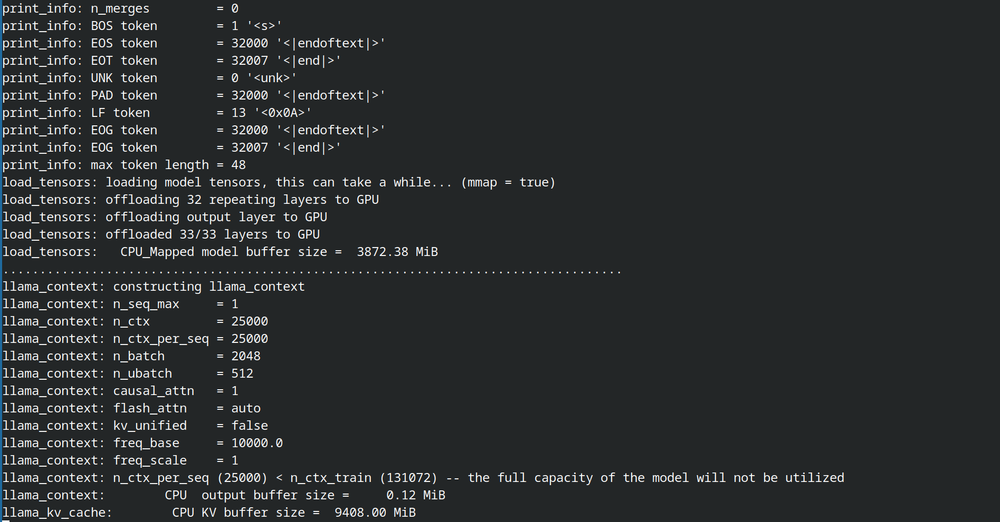 print_info: n_merges         = 0
print_info: BOS token        = 1 '<s>'
print_info: EOS token        = 32000 '<|endoftext|>'
print_info: EOT token        = 32007 '<|end|>'
print_info: UNK token        = 0 '<unk>'
print_info: PAD token        = 32000 '<|endoftext|>'
print_info: LF token         = 13 '<0x0A>'
print_info: EOG token        = 32000 '<|endoftext|>'
print_info: EOG token        = 32007 '<|end|>'
print_info: max token length = 48
load_tensors: loading model tensors, this can take a while... (mmap = true)
load_tensors: offloading 32 repeating layers to GPU
load_tensors: offloading output layer to GPU
load_tensors: offloaded 33/33 layers to GPU
load_tensors:   CPU_Mapped model buffer size =  3872.38 MiB
....................................................................................
llama_context: constructing llama_context
llama_context: n_seq_max     = 1
llama_context: n_ctx         = 25000
llama_context: n_ctx_per_seq = 25000
llama_context: n_batch       = 2048
llama_context: n_ubatch      = 512
llama_context: causal_attn   = 1
llama_context: flash_attn    = auto
llama_context: kv_unified    = false
llama_context: freq_base     = 10000.0
llama_context: freq_scale    = 1
llama_context: n_ctx_per_seq (25000) < n_ctx_train (131072) -- the full capacity of the model will not be utilized
llama_context:        CPU  output buffer size =     0.12 MiB
llama_kv_cache:        CPU KV buffer size =  9408.00 MiB